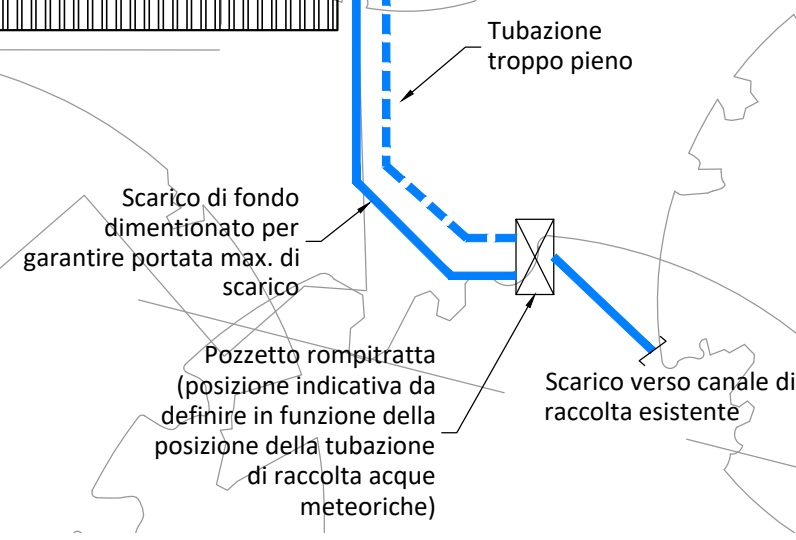 Tubazione
troppo pieno
Scarico di fondo
dimentionato per
garantire portata max. di
scarico
Pozzetto rompitratta
(posizione indicativa da
definire in funzione della
posizione della tubazione
di raccolta acque
meteoriche)
Scarico verso canale di
raccolta esistente